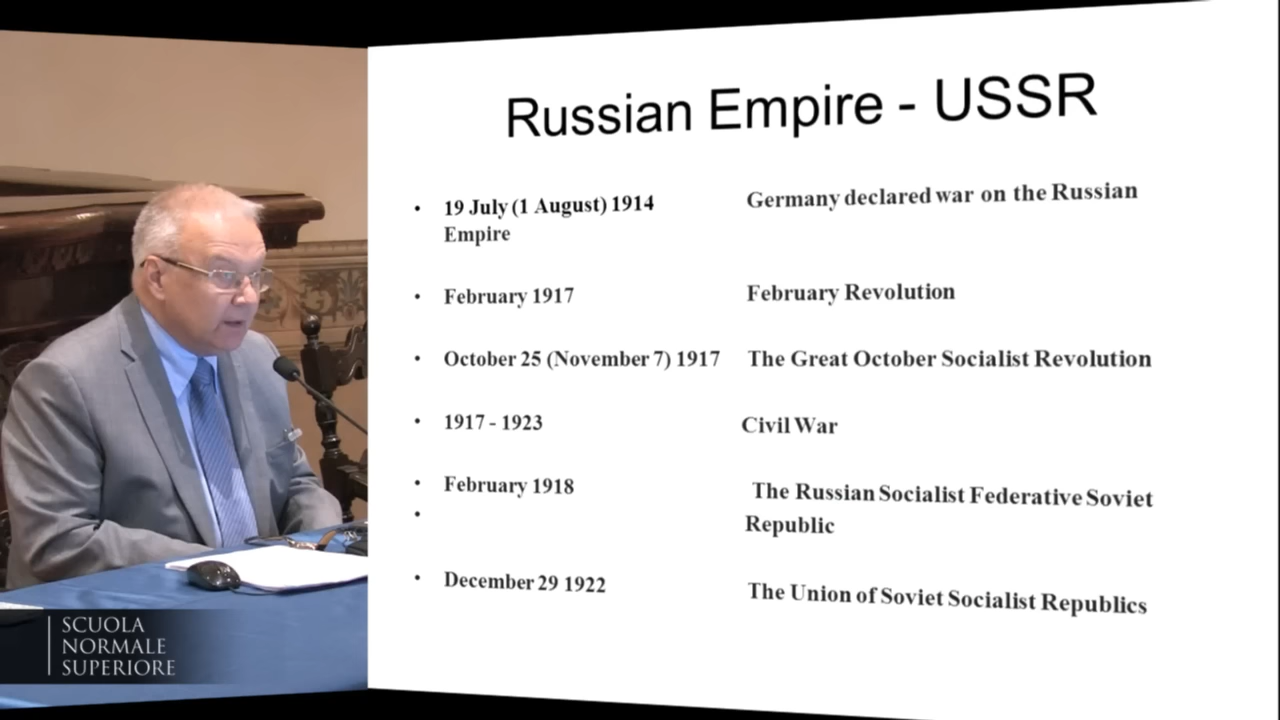 Russian Empire - USSR
• 19 July (1 August) 1914 Germany declared war on the Russian
Empire
• February 1917 February Revolution
• October 25 (November 7) 1917 The Great October Socialist Revolution
• 1917 - 1923 Civil War
• February 1918 The Russian Socialist Federative Soviet
• Republic
• December 29 1922 The Union of Soviet Socialist Republics
SCUOLA
NORMALE
SUPERIORE